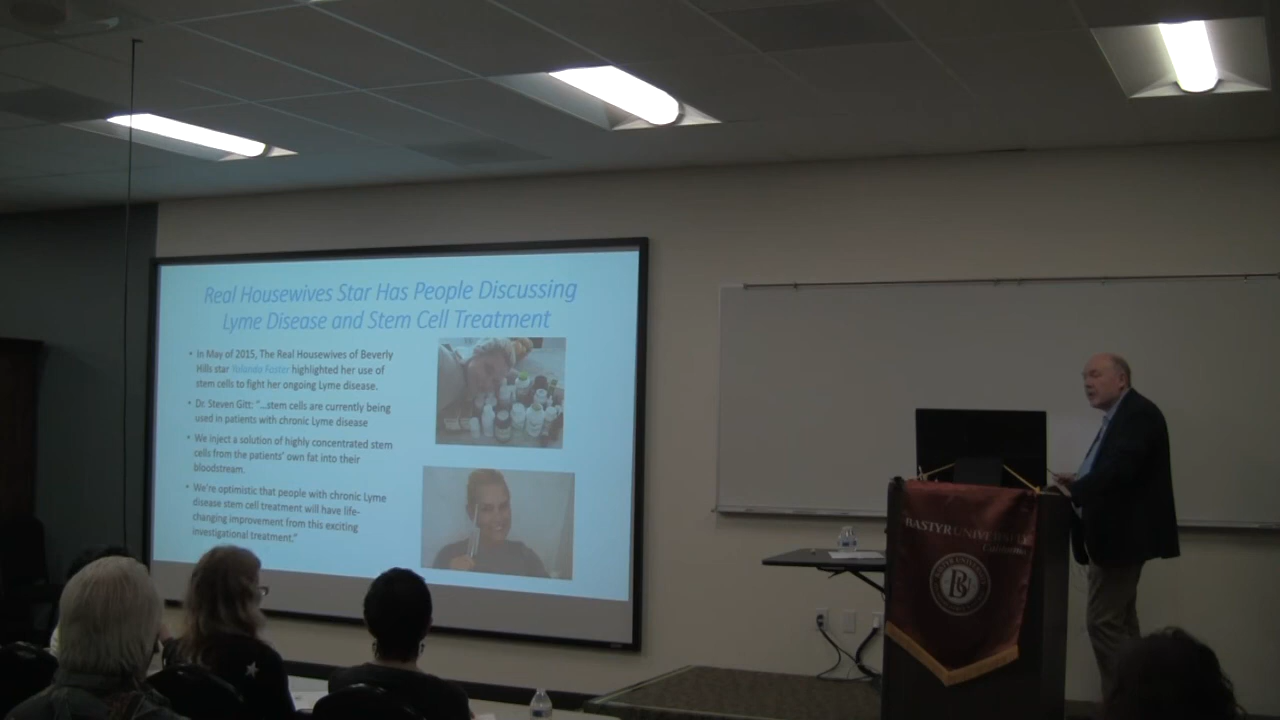 Real Housewives Star Has People Discussing
Lyme Disease and Stem Cell Treatment
• In May of 2015, The Real Housewives of Beverly
Hills star Yolanda Foster highlighted her use of
stem cells to fight her ongoing Lyme disease.
• Dr. Steven Gitt: “...stem cells are currently being
used in patients with chronic Lyme disease
• We inject a solution of highly concentrated stem
cells from the patients’ own fat into their
bloodstream.
• We’re optimistic that people with chronic Lyme
disease stem cell treatment will have life-
changing improvement from this exciting
investigational treatment.”
BASTYR UNIVERSITY
California